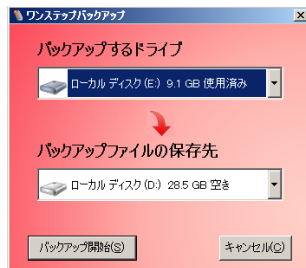 ワンステップバックアップ
バックアップするドライブ
ローカル ディスク (E:) 9.1 GB 使用済み
バックアップファイルの保存先
ローカル ディスク (D:) 28.5 GB 空き
バックアップ開始(S)
キャンセル(C)